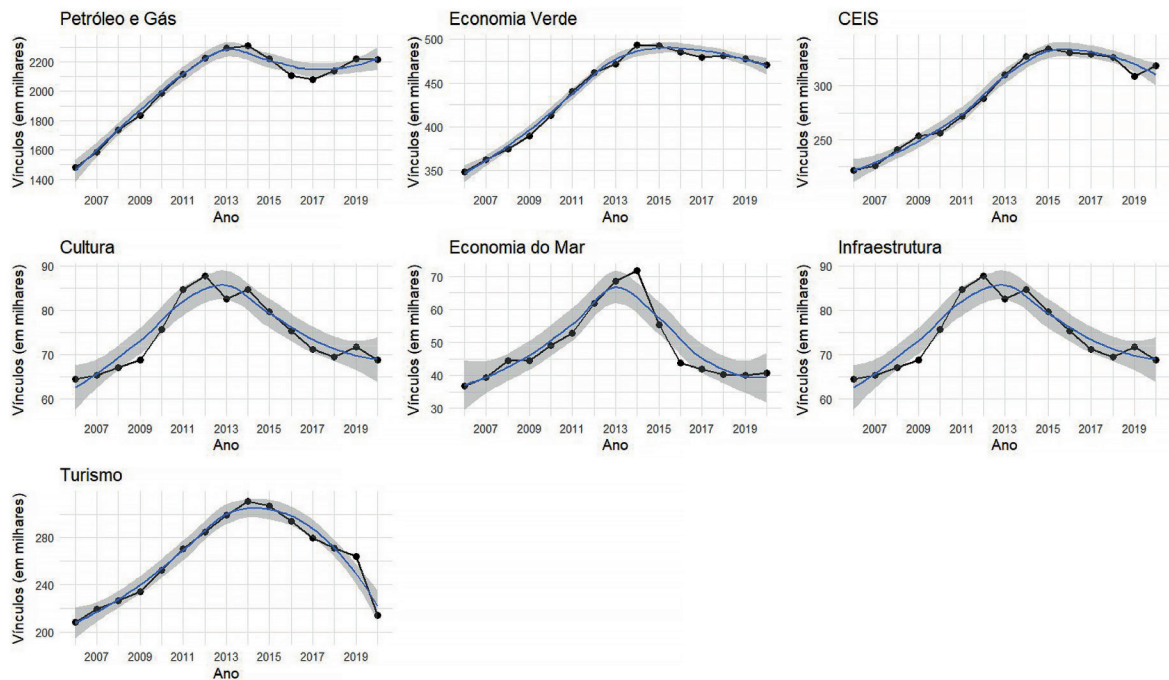 Petróleo e Gás
Vínculos (em milhares)
2200
2000
1800
1600
1400
2007 2009 2011 2013 2015 2017 2019
Ano
Economia Verde
Vínculos (em milhares)
500
450
400
350
2007 2009 2011 2013 2015 2017 2019
Ano
CEIS
Vínculos (em milhares)
300
250
2007 2009 2011 2013 2015 2017 2019
Ano
Cultura
Vínculos (em milhares)
90
80
70
60
2007 2009 2011 2013 2015 2017 2019
Ano
Economia do Mar
Vínculos (em milhares)
70
60
50
40
30
2007 2009 2011 2013 2015 2017 2019
Ano
Infraestrutura
Vínculos (em milhares)
90
80
70
60
2007 2009 2011 2013 2015 2017 2019
Ano
Turismo
Vínculos (em milhares)
280
240
200
2007 2009 2011 2013 2015 2017 2019
Ano